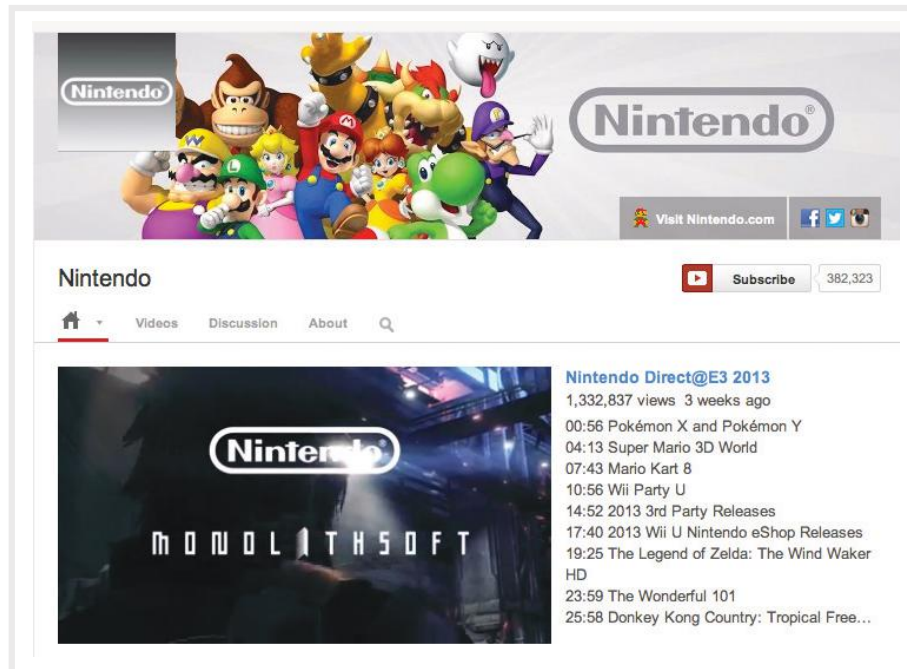 Nintendo
Nintendo®
Visit Nintendo.com
Nintendo
Subscribe 382,323
Videos Discussion About
Nintendo®
MONOLITHSOFT
Nintendo Direct@E3 2013
1,332,837 views 3 weeks ago
00:56 Pokémon X and Pokémon Y
04:13 Super Mario 3D World
07:43 Mario Kart 8
10:56 Wii Party U
14:52 2013 3rd Party Releases
17:40 2013 Wii U Nintendo eShop Releases
19:25 The Legend of Zelda: The Wind Waker
HD
23:59 The Wonderful 101
25:58 Donkey Kong Country: Tropical Free...